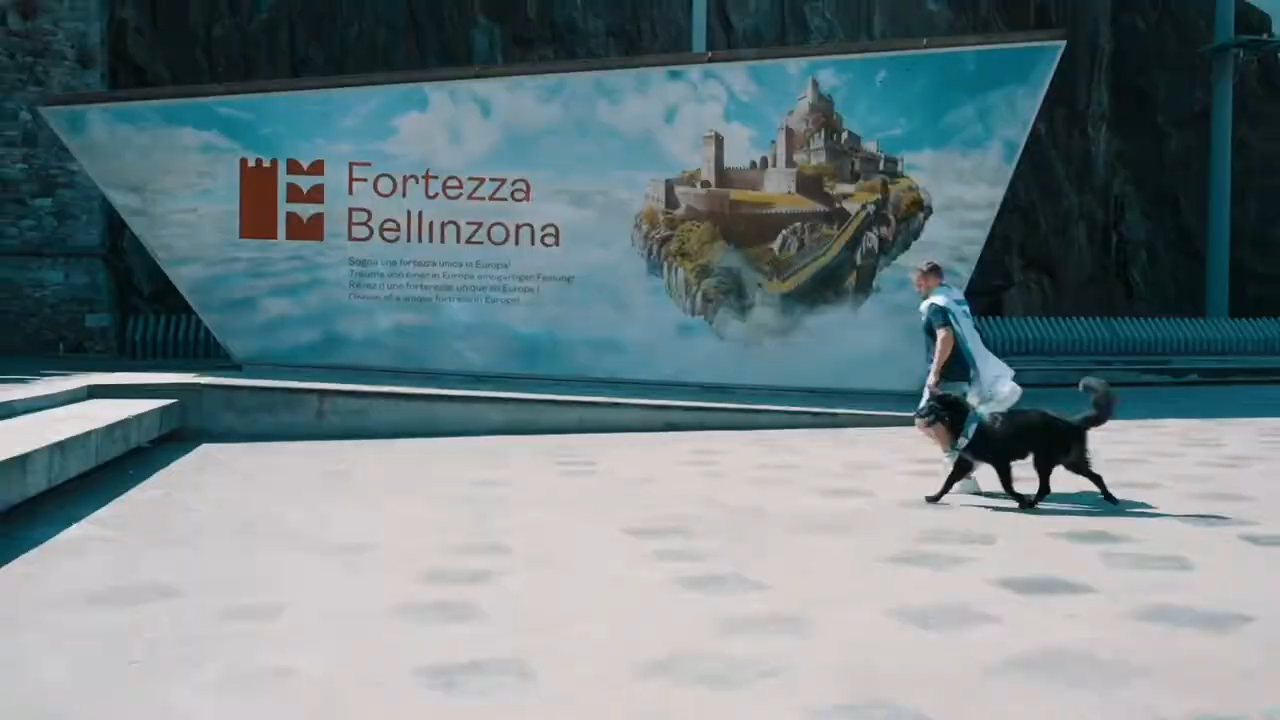 Fortezza
Bellinzona
Sogna una fortezza unica in Europa!
Träume von einer in Europa einzigartigen Festung!
Rêvez d'une forteresse unique en Europe !
Dream of a unique fortress in Europe!